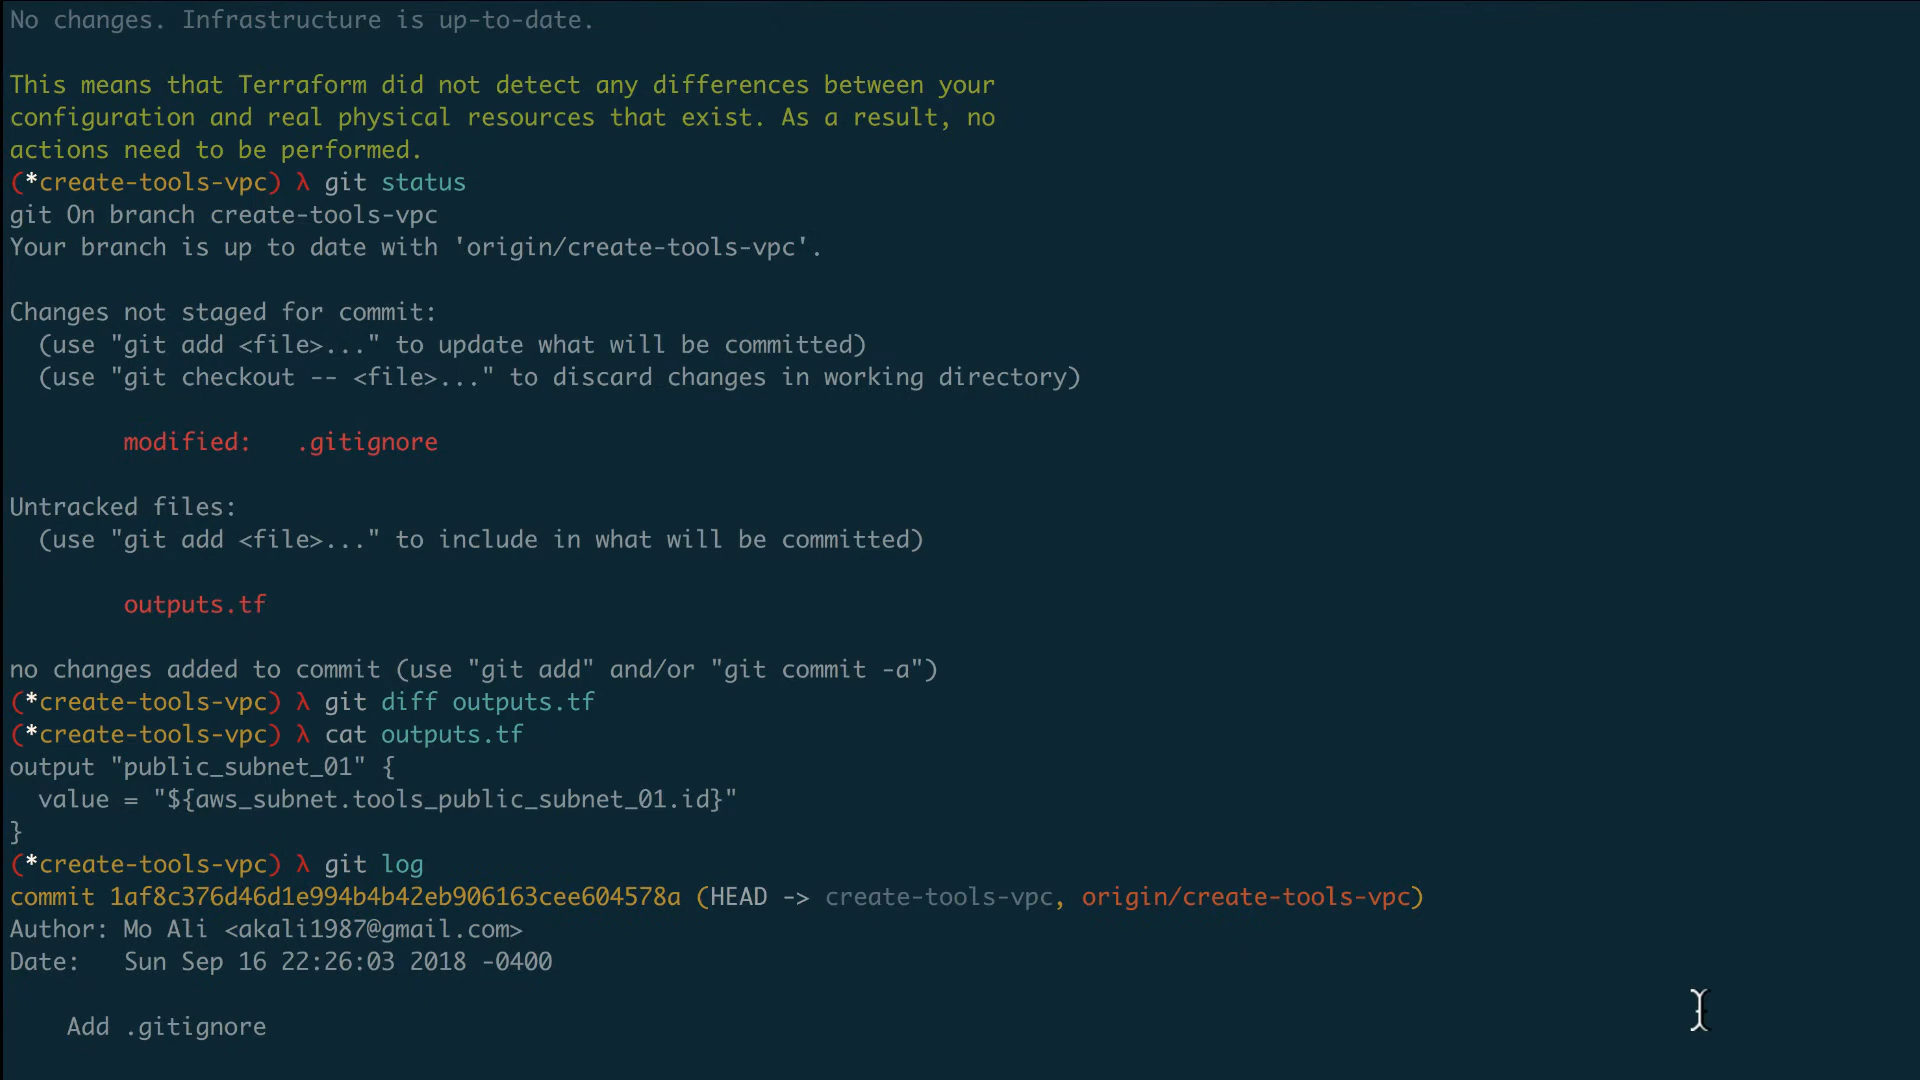 No changes. Infrastructure is up-to-date.
This means that Terraform did not detect any differences between your
configuration and real physical resources that exist. As a result, no
actions need to be performed.
(*create-tools-vpc) λ git status
git On branch create-tools-vpc
Your branch is up to date with 'origin/create-tools-vpc'.
Changes not staged for commit:
  (use "git add <file>..." to update what will be committed)
  (use "git checkout -- <file>..." to discard changes in working directory)
        modified:   .gitignore
Untracked files:
  (use "git add <file>..." to include in what will be committed)
        outputs.tf
no changes added to commit (use "git add" and/or "git commit -a")
(*create-tools-vpc) λ git diff outputs.tf
(*create-tools-vpc) λ cat outputs.tf
output "public_subnet_01" {
  value = "${aws_subnet.tools_public_subnet_01.id}"
}
(*create-tools-vpc) λ git log
commit 1af8c376d46d1e994b4b42eb906163cee604578a (HEAD -> create-tools-vpc, origin/create-tools-vpc)
Author: Mo Ali <akali1987@gmail.com>
Date:   Sun Sep 16 22:26:03 2018 -0400
    Add .gitignore